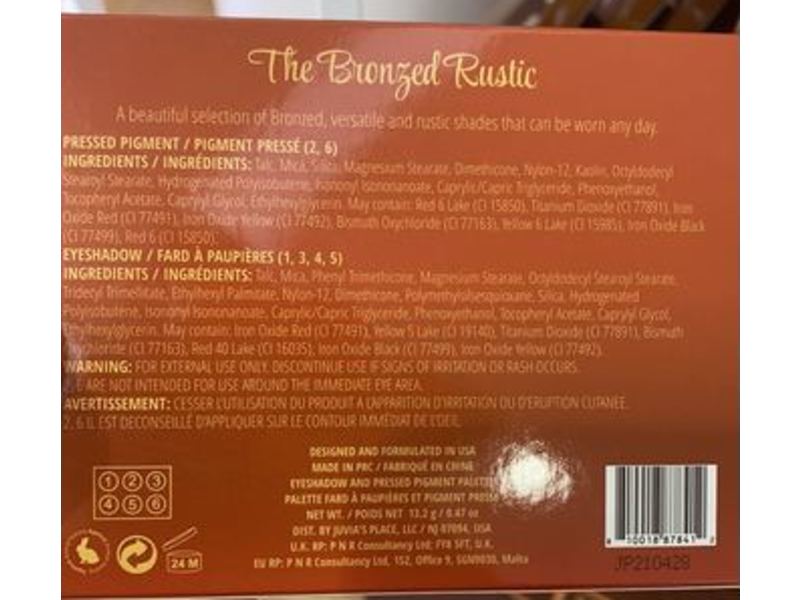 The Bronzed Rustic
A beautiful selection of Bronzed, versable and rustic shades that can be worn any day.
PRESSED PIGMENT / PIGMENT PRESSÉ (2, 6)
INGREDIENTS / INGRÉDIENTS: Talc, Mica, Silica, Magnesium Stearate, Dimethicone, Nylon-12, Kaolin, Octyldodecyl
Stearoyl Stearate, Hydrogenated Polyisobutene, Isononyl Isononanoate, Caprylic/Capric Triglyceride, Phenoxyethanol,
Tocopheryl Acetate, Caprylyl Glycol, Ethylhexylglycerin. May contain: Red 6 Lake (CI 15850), Titanium Dioxide (CI 77891), Iron
Oxide Red (CI 77491), Iron Oxide Yellow (CI 77492), Bismuth Oxychloride (CI 77163), Yellow 6 Lake (CI 15985), Iron Oxide Black
(CI 77499), Red 6 (CI 15850).
EYESHADOW / FARD À PAUPIÈRES (1, 3, 4, 5)
INGREDIENTS / INGRÉDIENTS: Talc, Mica, Phenyl Trimethicone, Magnesium Stearate, Octyldodecyl Stearoyl Stearate,
Tridecyl Trimellitate, Ethylhexyl Palmitate, Nylon-12, Dimethicone, Polymethylsilsesquioxane, Silica, Hydrogenated
Polyisobutene, Isononyl Isononanoate, Caprylic/Capric Triglyceride, Phenoxyethanol, Tocopheryl Acetate, Caprylyl Glycol,
Ethylhexylglycerin. May contain: Iron Oxide Red (CI 77491), Yellow 5 Lake (CI 19140), Titanium Dioxide (CI 77891), Bismuth
Oxychloride (CI 77163), Red 40 Lake (CI 16035), Iron Oxide Black (CI 77499), Iron Oxide Yellow (CI 77492).
WARNING: FOR EXTERNAL USE ONLY. DISCONTINUE USE IF SIGNS OF IRRITATION OR RASH OCCURS.
ARE NOT INTENDED FOR USE AROUND THE IMMEDIATE EYE AREA.
AVERTISSEMENT: CESSER L'UTILISATION DU PRODUIT À L'APPARITION D'IRRITATION OU D'ERUPTION CUTANÉE.
2, 6 IL EST DECONSEILLÉ D'APPLIQUER SUR LE CONTOUR IMMÉDIAT DE L'OEIL.
DESIGNED AND FORMULATED IN USA
MADE IN PRC / FABRIQUÉ EN CHINE
EYESHADOW AND PRESSED PIGMENT PALETTE
PALETTE FARD À PAUPIÈRES ET PIGMENT PRESSÉ
NET WT. / POIDS NET 13.2 g / 0.47 oz
DIST. BY JUVIA'S PLACE, LLC / NJ 07094, USA
U.K. RP: P N R Consultancy Ltd; FY8 5FT, U.K.
EU RP: P N R Consultancy Ltd, 152, Office 9, SGN9030, Malta
1 2 3
4 5 6
24 M
10018 87841 2
JP210428